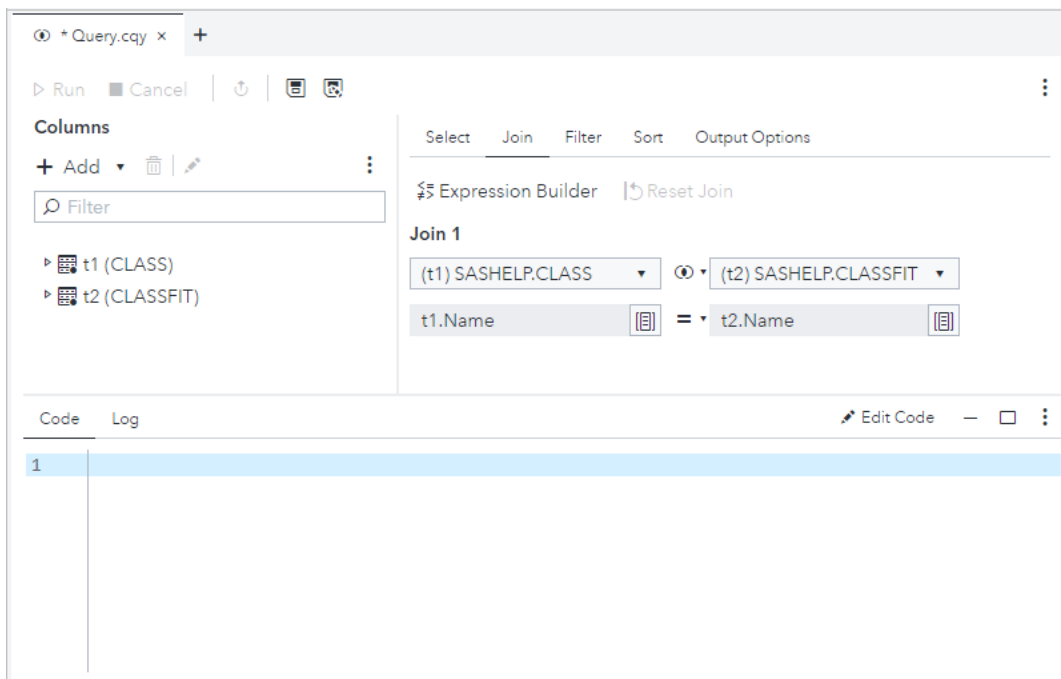 * Query.cqy × +
Run Cancel
Columns
+ Add
Filter
t1 (CLASS)
t2 (CLASSFIT)
Select Join Filter Sort Output Options
Expression Builder Reset Join
Join 1
(t1) SASHELP.CLASS (t2) SASHELP.CLASSFIT
t1.Name = t2.Name
Code Log Edit Code
1